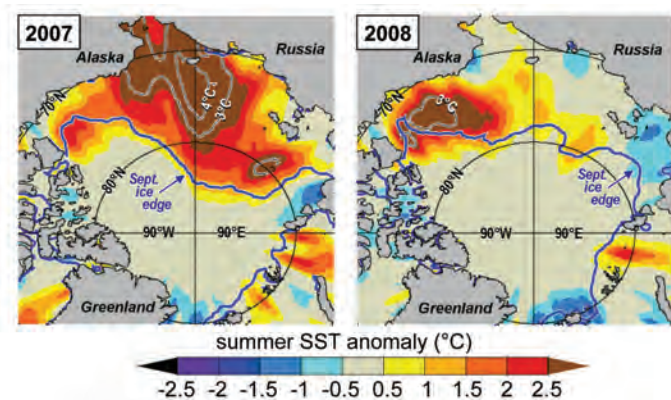 2007
Alaska
Russia
70°N
4°C
3°C
80°N
Sept.
ice
edge
90°W
90°E
Greenland
2008
Alaska
Russia
70°N
3°C
80°N
Sept.
ice
edge
90°W
90°E
Greenland
summer SST anomaly (°C)
-2.5 -2 -1.5 -1 -0.5 0.5 1 1.5 2 2.5